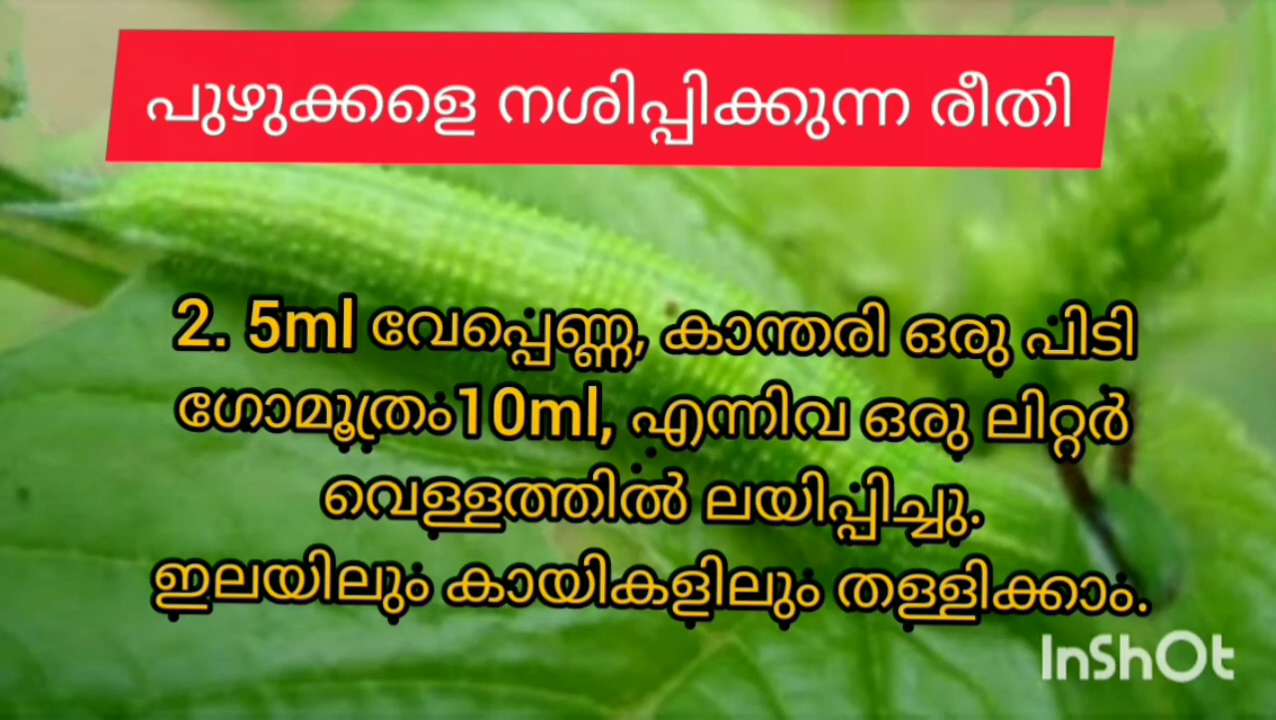 പുഴുക്കളെ നശിപ്പിക്കുന്ന രീതി
2. 5ml വേപ്പെണ്ണ, കാന്തരി ഒരു പിടി
ഗോമൂത്രം10ml, എന്നിവ ഒരു ലിറ്റർ
വെള്ളത്തിൽ ലയിപ്പിച്ചു.
ഇലയിലും കായികളിലും തള്ളിക്കാം.
InShOt